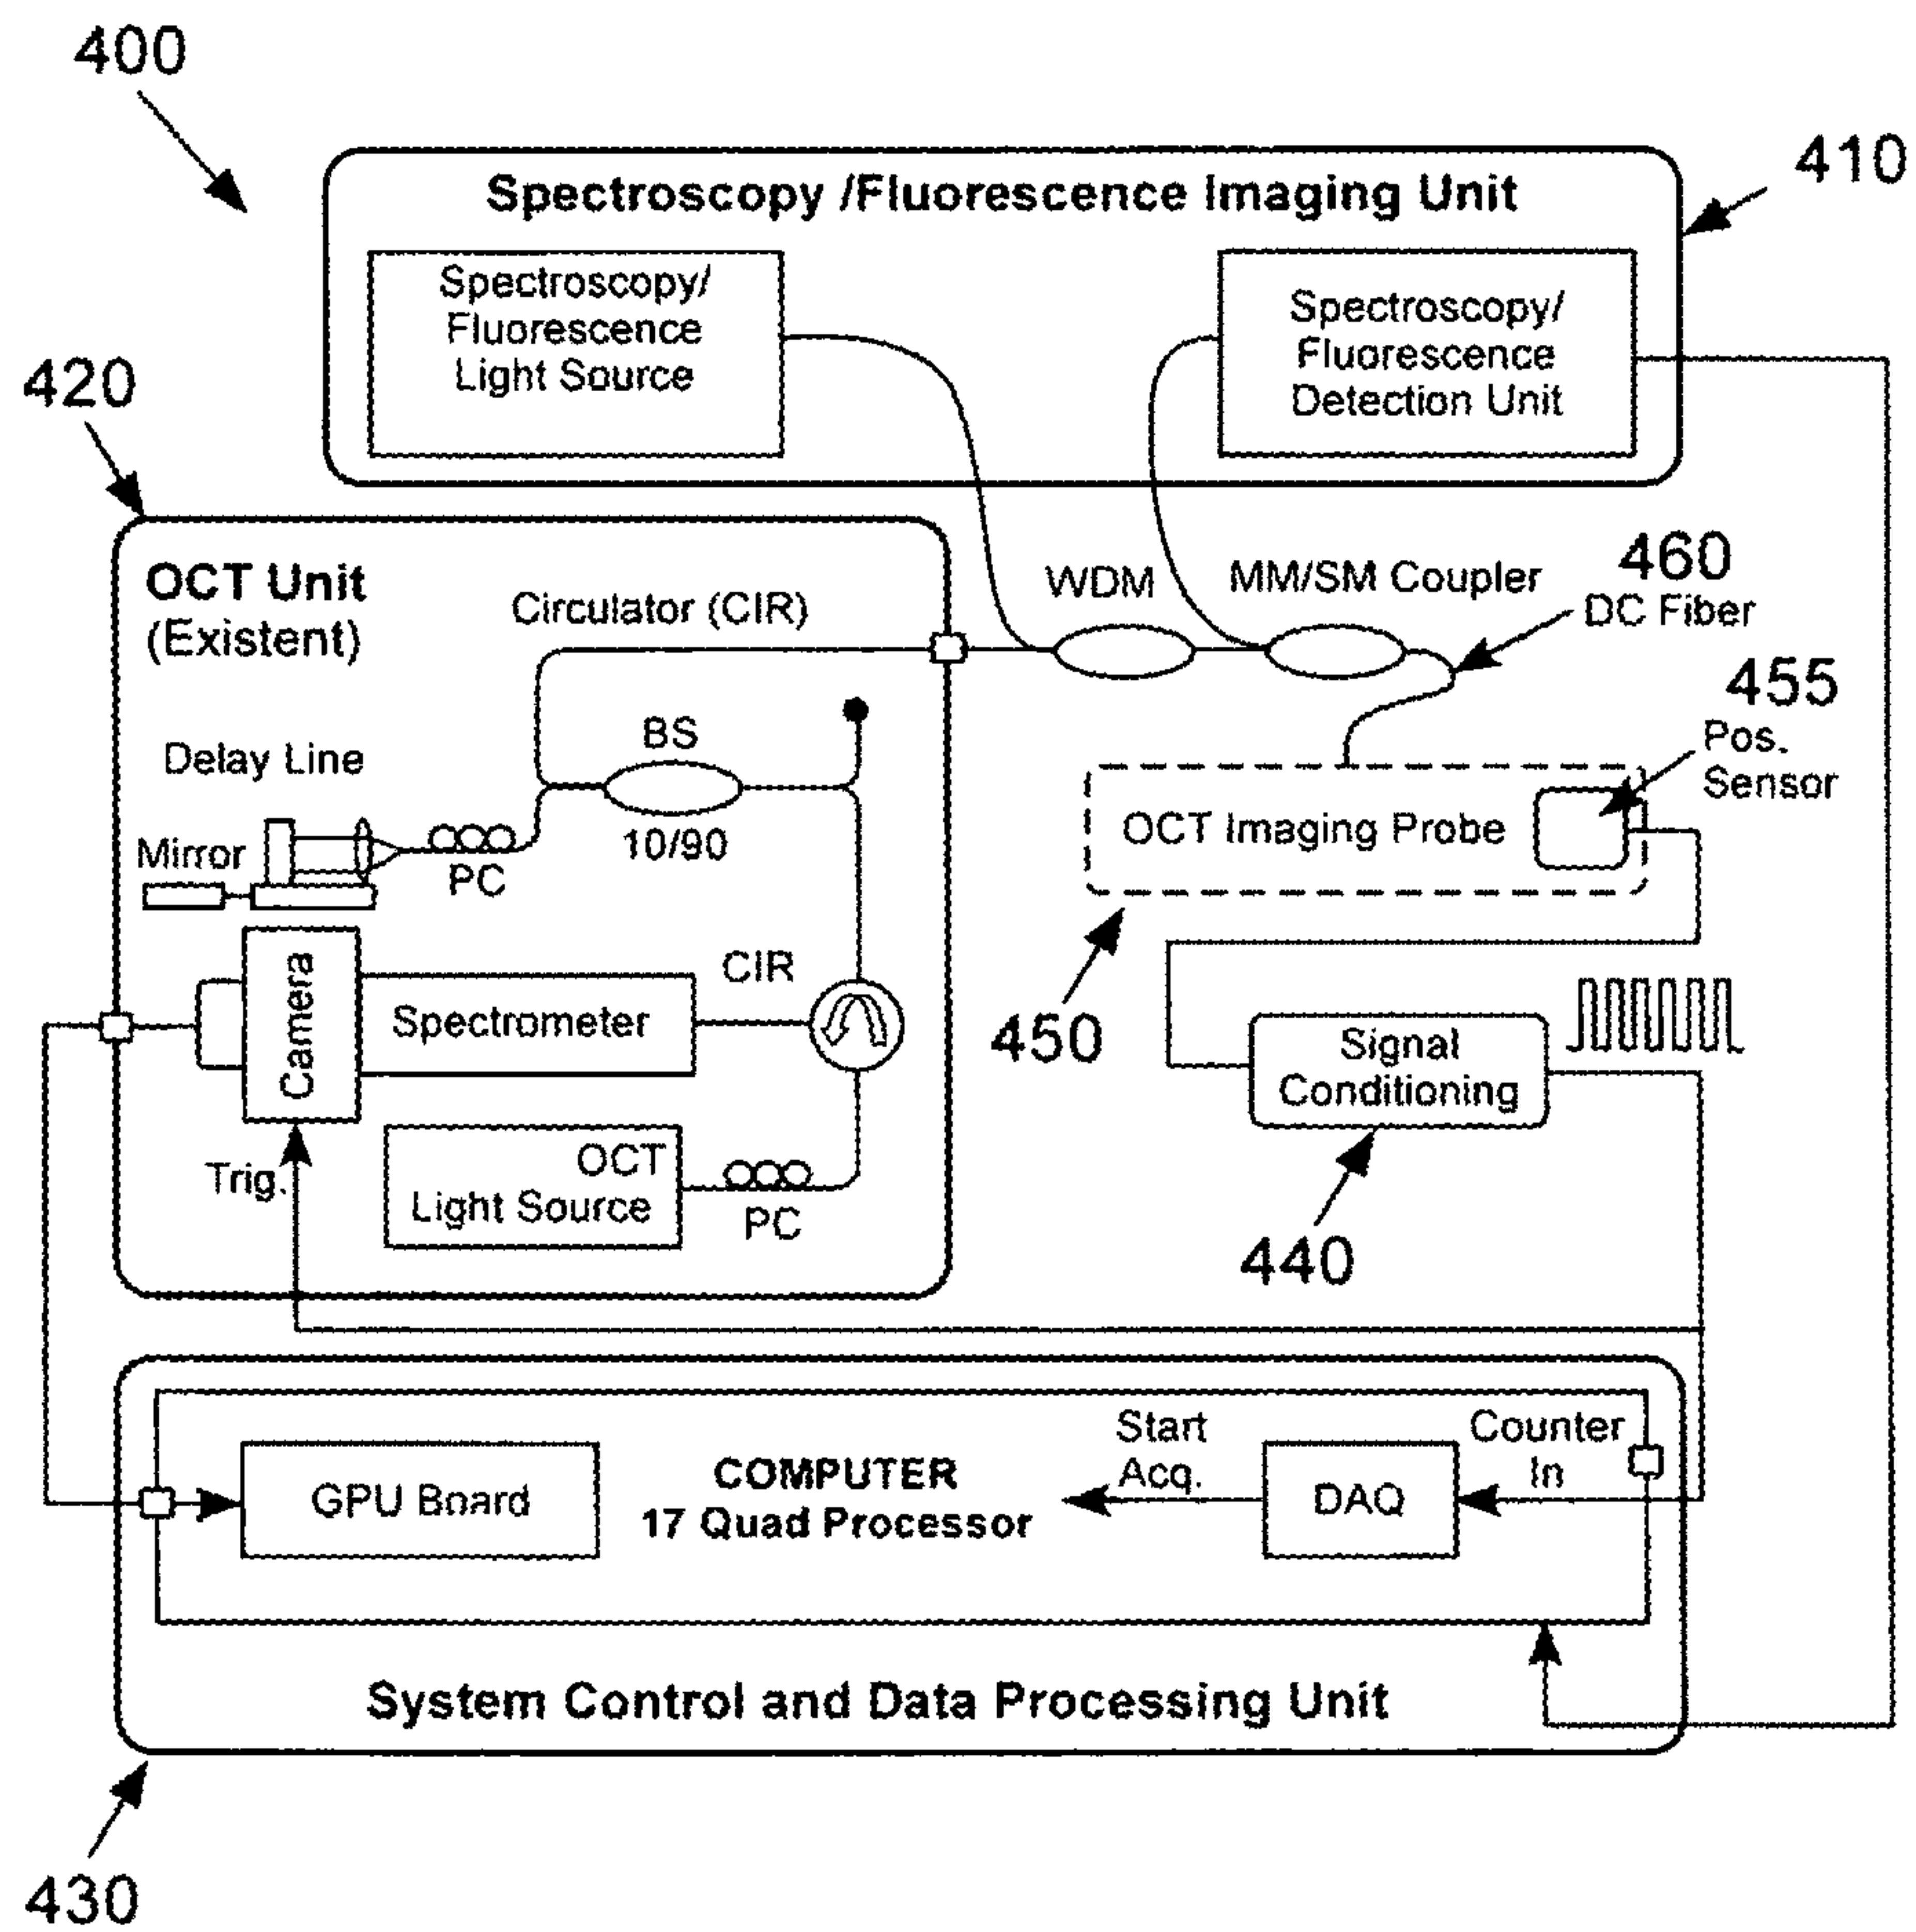 400
410
Spectroscopy /Fluorescence Imaging Unit
Spectroscopy/
Fluorescence
Light Source
Spectroscopy/
Fluorescence
Detection Unit
420
OCT Unit
(Existent)
Circulator (CIR)
WDM
MM/SM Coupler
460
DC Fiber
455
Pos.
Sensor
Delay Line
BS
10/90
Mirror
PC
OCT Imaging Probe
450
Camera
Spectrometer
CIR
Signal
Conditioning
440
Trig.
OCT
Light Source
PC
GPU Board
COMPUTER
17 Quad Processor
Start
Acq.
DAQ
Counter
In
System Control and Data Processing Unit
430